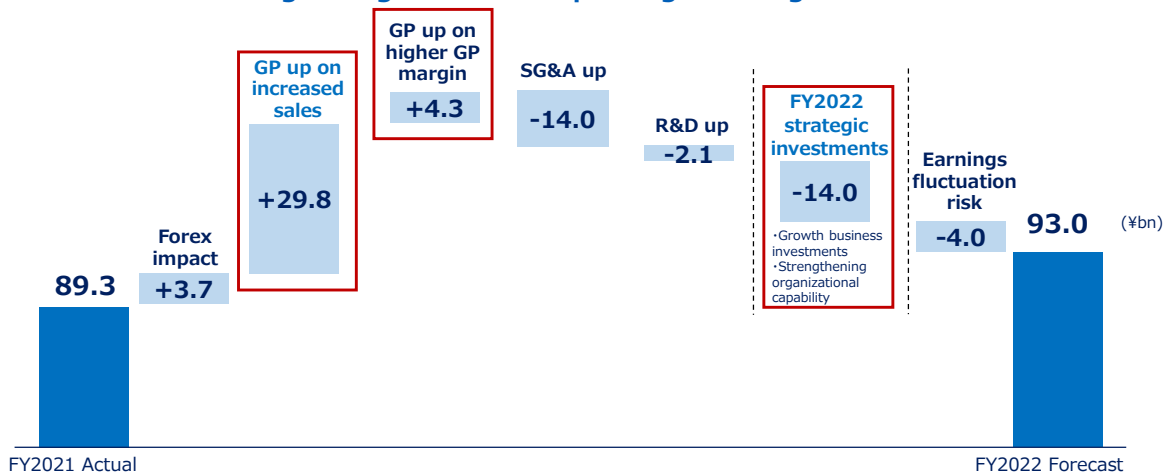 GP up on
higher GP
margin
+4.3
GP up on
increased
sales
+29.8
SG&A up
-14.0
R&D up
-2.1
FY2022
strategic
investments
-14.0
・Growth business
investments
・Strengthening
organizational
capability
Earnings
fluctuation
risk
-4.0
93.0
(¥bn)
Forex
impact
+3.7
89.3
FY2021 Actual
FY2022 Forecast